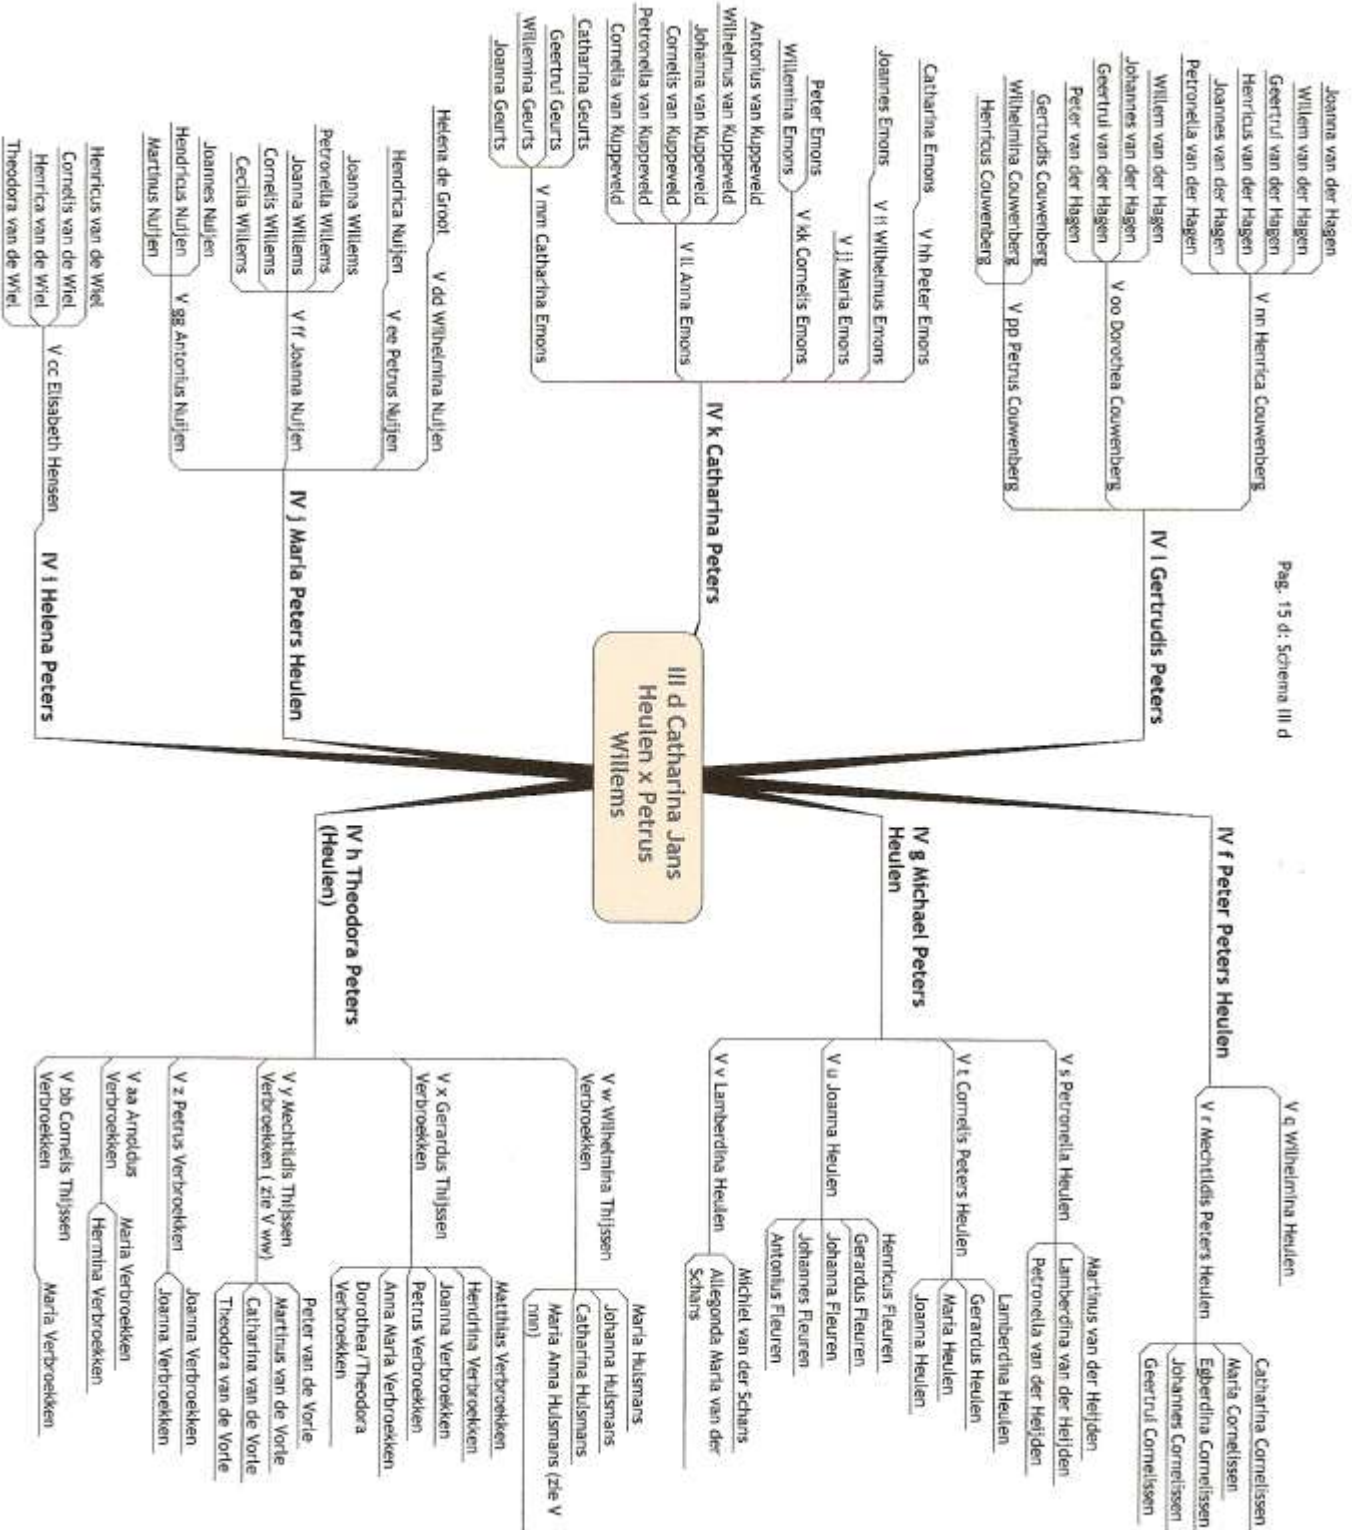 Pag. 15 d: Schema III d
III d Catharina Jans
Heulen x Petrus
Willems
IV f Peter Peters Heulen
V q Wilhelmina Heulen
V r Mechtildis Peters Heulen
Catharina Cornelissen
Maria Cornelissen
Egberdina Cornelissen
Johannes Cornelissen
Geertrui Cornelissen
IV g Michael Peters
Heulen
V s Petronella Heulen
Martinus van der Heijden
Lamberdina van der Heijden
Petronella van der Heijden
V t Cornelis Peters Heulen
Lamberdina Heulen
Gerardus Heulen
Maria Heulen
Joanna Heulen
V u Joanna Heulen
Henricus Fleuren
Gerardus Fleuren
Johanna Fleuren
Johannes Fleuren
Antonius Fleuren
V v Lamberdina Heulen
Michiel van der Schans
Allegonda Maria van der
Schans
IV h Theodora Peters
(Heulen)
V w Wilhelmina Thijssen
Verbroekken
Maria Hulsmans
Johanna Hulsmans
Catharina Hulsmans
Maria Anna Hulsmans (zie V
nnn)
V x Gerardus Thijssen
Verbroekken
Matthias Verbroekken
Hendrina Verbroekken
Joanna Verbroekken
Petrus Verbroekken
Anna Maria Verbroekken
Dorothea/Theodora
Verbroekken
V y Mechtildis Thijssen
Verbroekken ( zie V ww)
Peter van de Vorle
Martinus van de Vorle
Catharina van de Vorle
Theodora van de Vorle
V z Petrus Verbroekken
Joanna Verbroekken
Joanna Verbroekken
V aa Arnoldus
Verbroekken
Maria Verbroekken
Hermina Verbroekken
V bb Cornelis Thijssen
Verbroekken
Maria Verbroekken
IV l Gertrudis Peters
V nn Henrica Couwenberg
Joanna van der Hagen
Willem van der Hagen
Geertrui van der Hagen
Henricus van der Hagen
Joannes van der Hagen
Petronella van der Hagen
V oo Dorothea Couwenberg
Willem van der Hagen
Johannes van der Hagen
Geertrui van der Hagen
Peter van der Hagen
V pp Petrus Couwenberg
Gertrudis Couwenberg
Wilhelmina Couwenberg
Henricus Couwenberg
IV k Catharina Peters
V hh Peter Emons
Catharina Emons
V ii Wilhelmus Emons
Joannes Emons
V jj Maria Emons
V kk Cornelis Emons
Peter Emons
Willemina Emons
V ll Anna Emons
Antonius van Kuppeveld
Wilhelmus van Kuppeveld
Johanna van Kuppeveld
Cornelis van Kuppeveld
Petronella van Kuppeveld
Cornelia van Kuppeveld
V mm Catharina Emons
Catharina Geurts
Geertrui Geurts
Willemina Geurts
Joanna Geurts
IV j Maria Peters Heulen
V dd Wilhelmina Nuijen
Helena de Groot
V ee Petrus Nuijen
Hendrica Nuijen
V ff Joanna Nuijen
Joanna Willems
Petronella Willems
Joanna Willems
Cornelis Willems
Cecilia Willems
V gg Antonius Nuijen
Joannes Nuijen
Hendricus Nuijen
Martinus Nuijen
IV i Helena Peters
V cc Elisabeth Hensen
Henricus van de Wiel
Cornelis van de Wiel
Henrica van de Wiel
Theodora van de Wiel